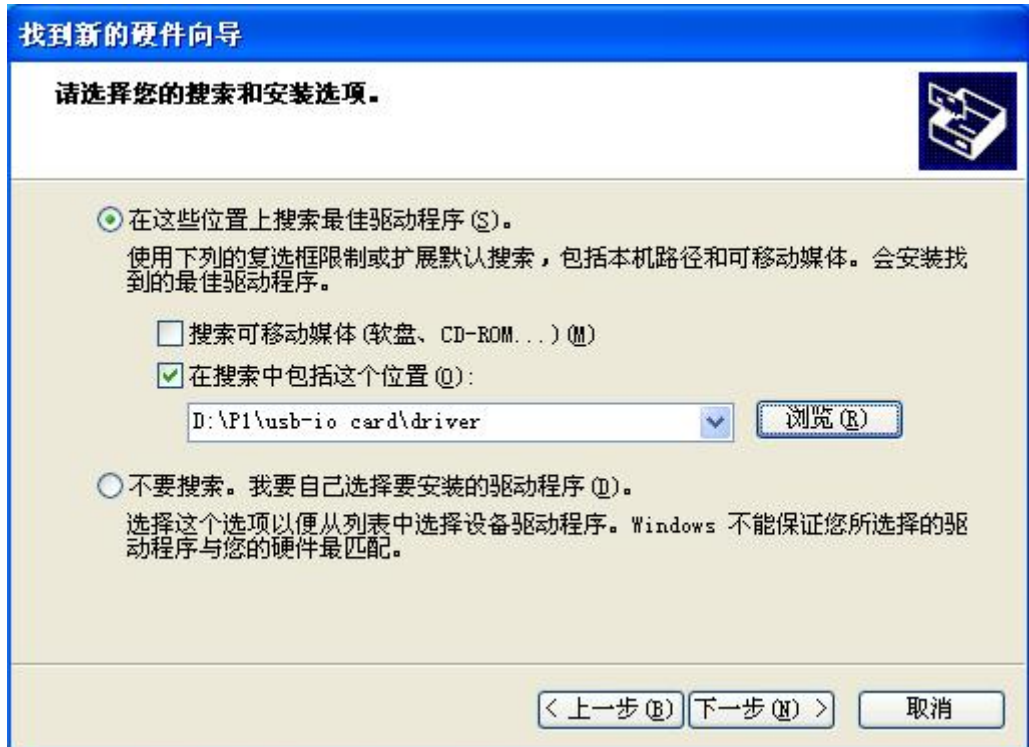 找到新的硬件向导
请选择您的搜索和安装选项。
在这些位置上搜索最佳驱动程序(S)。
使用下列的复选框限制或扩展默认搜索，包括本机路径和可移动媒体。会安装找
到的最佳驱动程序。
搜索可移动媒体(软盘、CD-ROM...)(M)
在搜索中包括这个位置(O):
D:\P1\usb-io card\driver
浏览(R)
不要搜索。我要自己选择要安装的驱动程序(D)。
选择这个选项以便从列表中选择设备驱动程序。Windows 不能保证您所选择的驱
动程序与您的硬件最匹配。
< 上一步(B) 下一步(N) > 取消